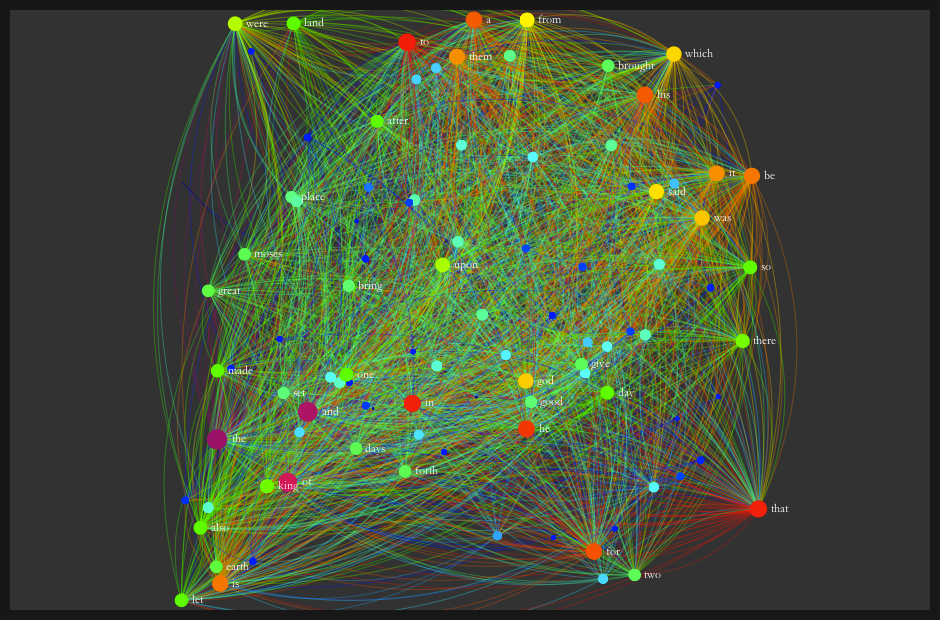 were
land
a
from
to
them
which
brought
his
after
it
be
said
place
was
moses
upon
so
great
bring
there
made
one
give
god
set
day
and
in
good
the
he
days
forth
king
of
that
also
for
earth
two
is
let